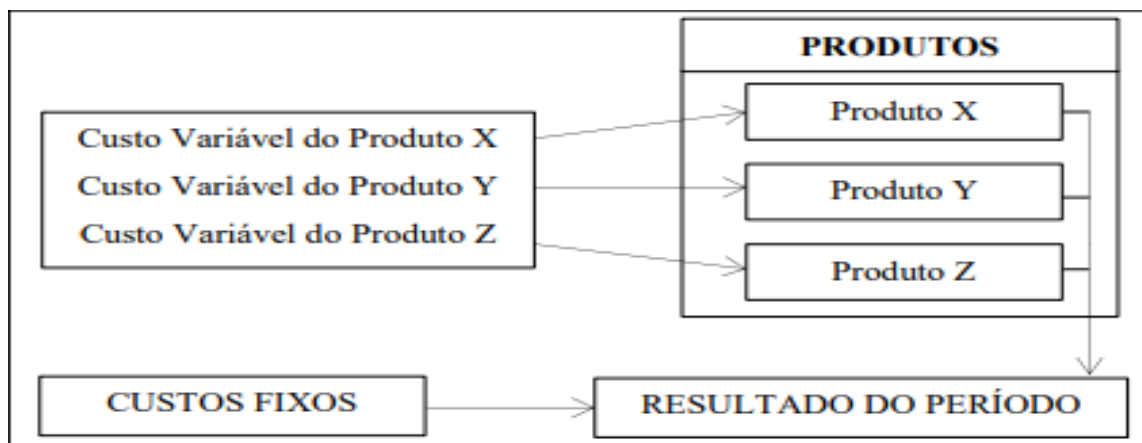 PRODUTOS
Custo Variável do Produto X
Custo Variável do Produto Y
Custo Variável do Produto Z
Produto X
Produto Y
Produto Z
CUSTOS FIXOS
RESULTADO DO PERÍODO